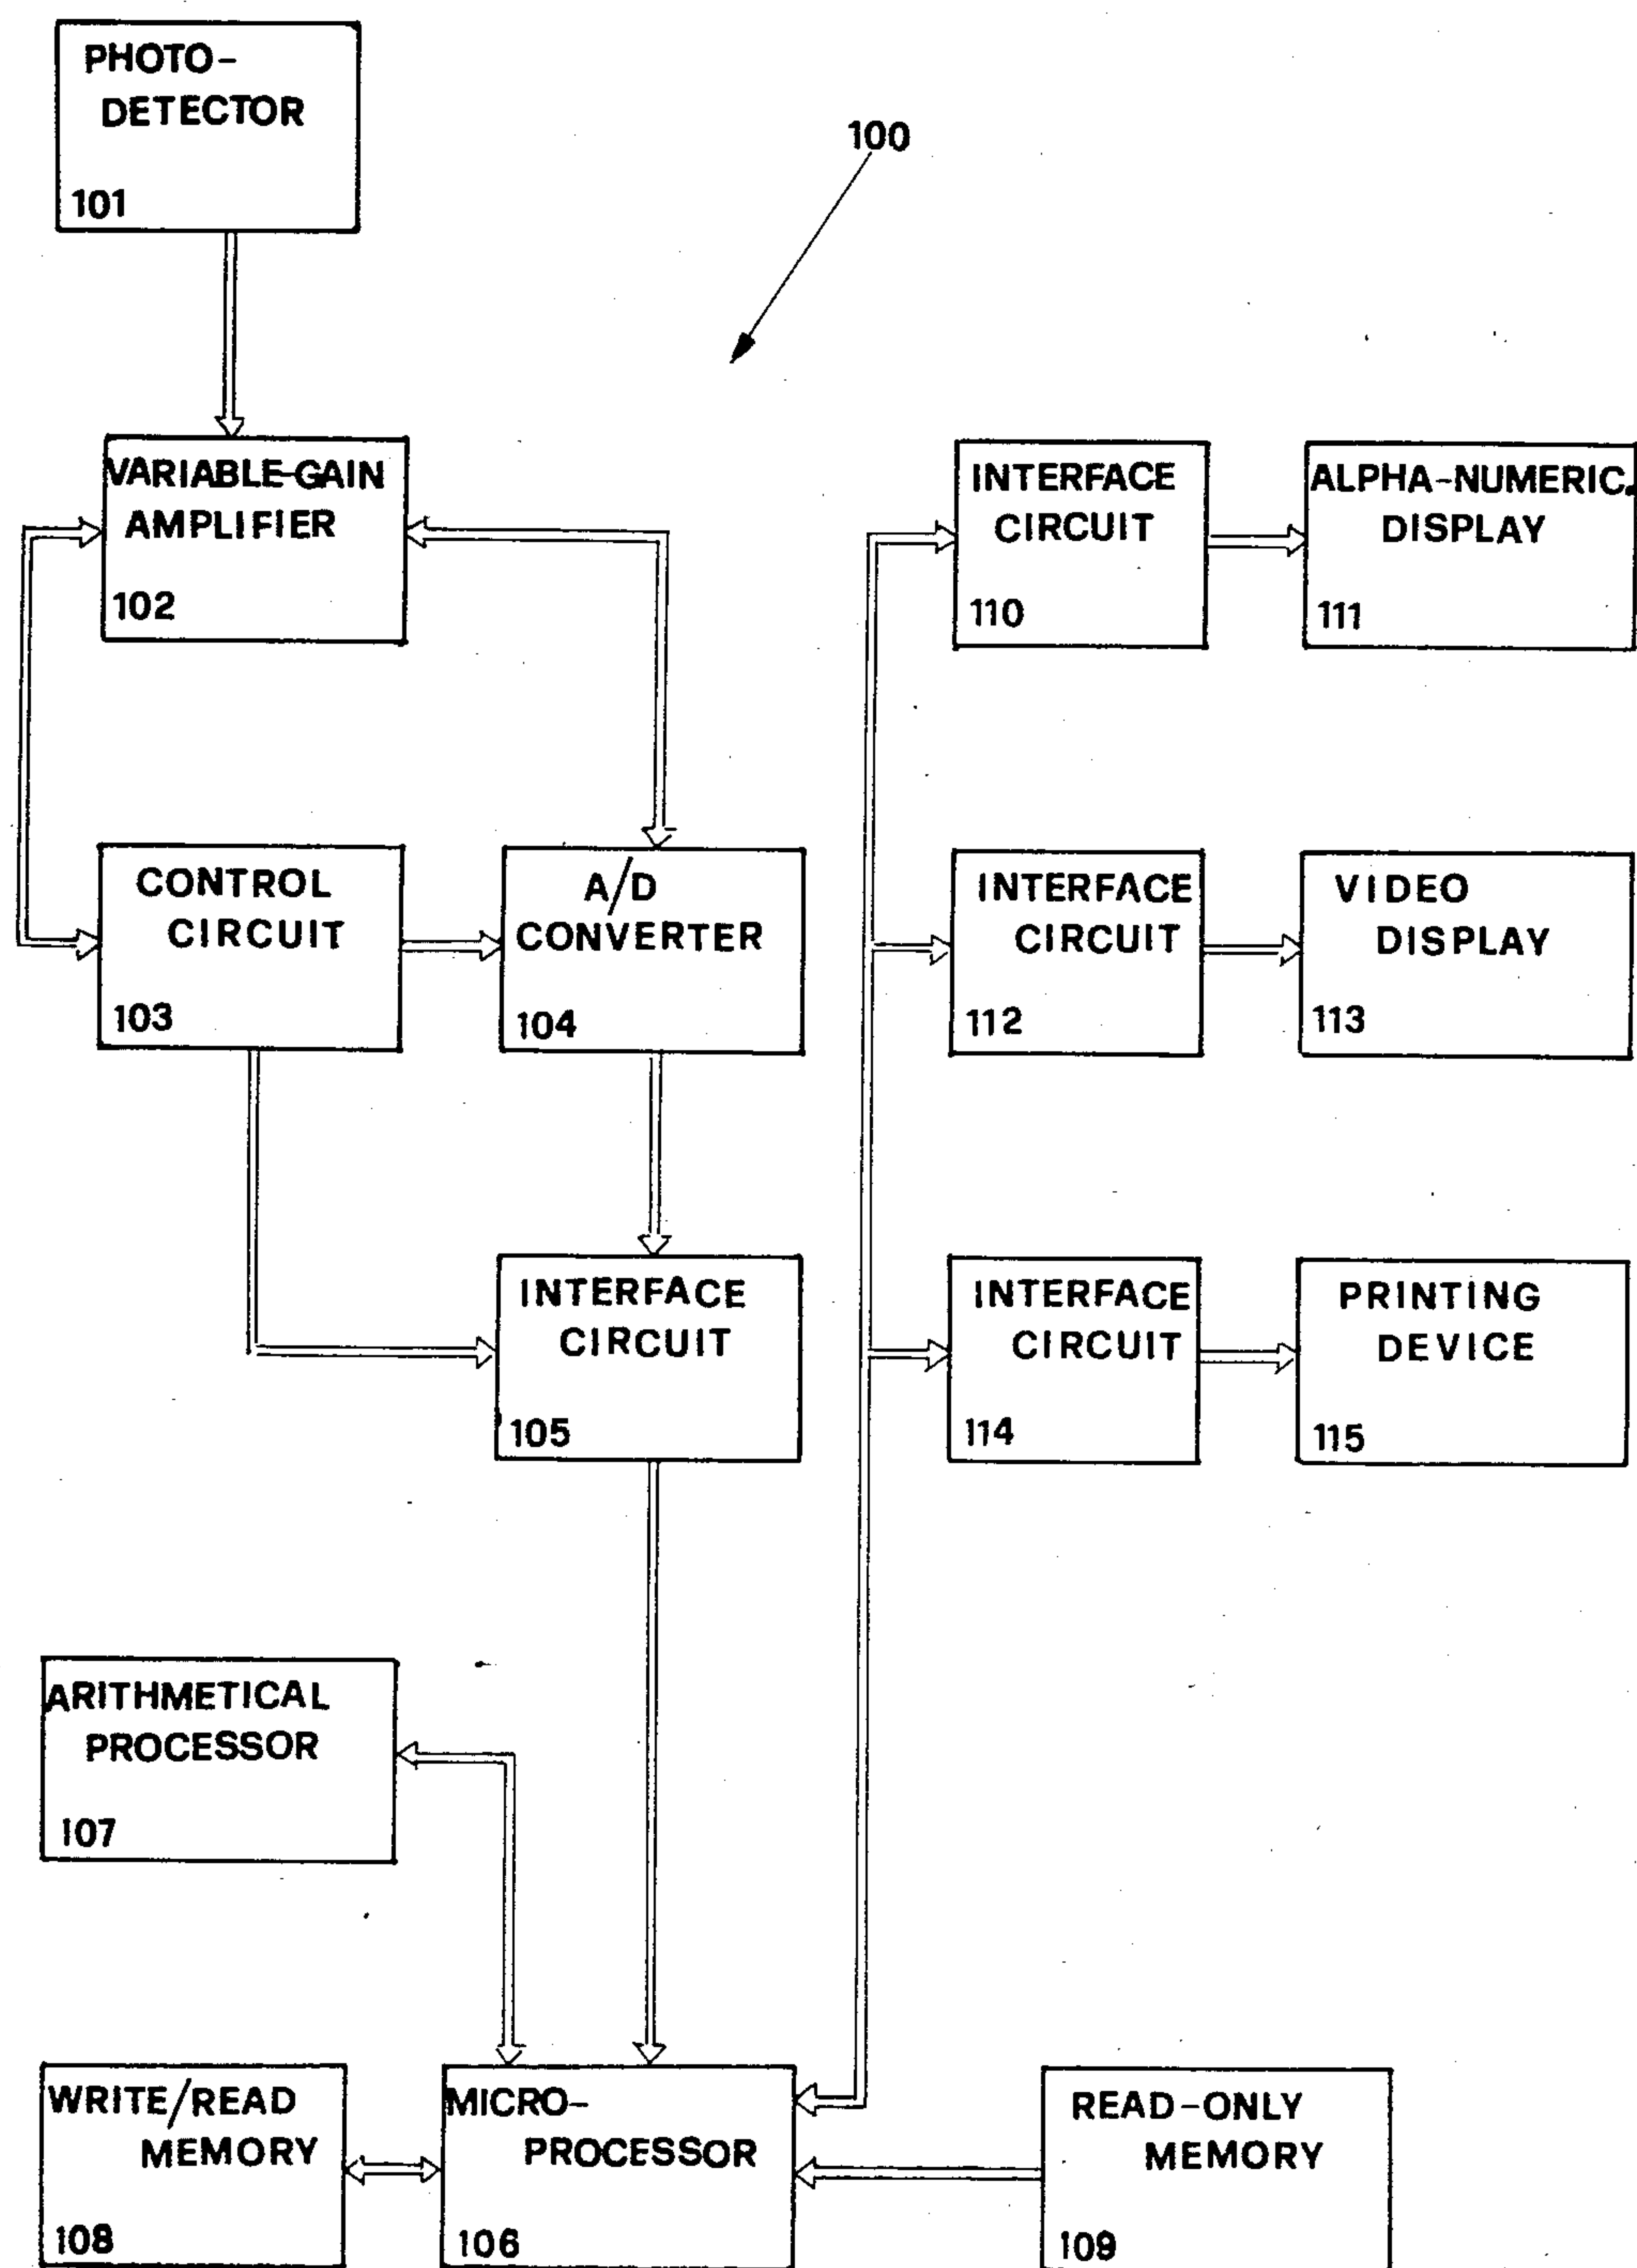 PHOTO-
DETECTOR
101
100
VARIABLE-GAIN
AMPLIFIER
102
INTERFACE
CIRCUIT
110
ALPHA-NUMERIC
DISPLAY
111
CONTROL
CIRCUIT
103
A/D
CONVERTER
104
INTERFACE
CIRCUIT
112
VIDEO
DISPLAY
113
INTERFACE
CIRCUIT
105
INTERFACE
CIRCUIT
114
PRINTING
DEVICE
115
ARITHMETICAL
PROCESSOR
107
WRITE/READ
MEMORY
108
MICRO-
PROCESSOR
106
READ-ONLY
MEMORY
109